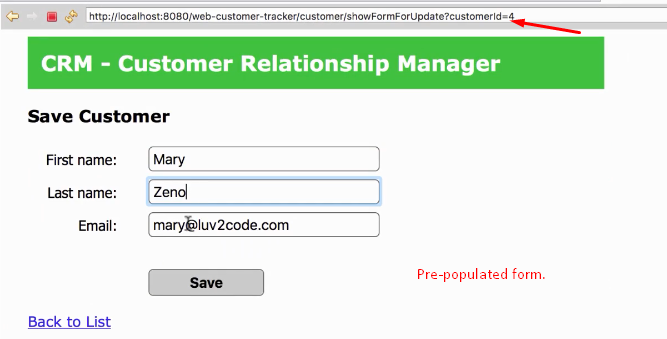 http://localhost:8080/web-customer-tracker/customer/showFormForUpdate?customerId=4
CRM - Customer Relationship Manager
Save Customer
First name: Mary
Last name: Zeno
Email: mary@luv2code.com
Save
Pre-populated form.
Back to List